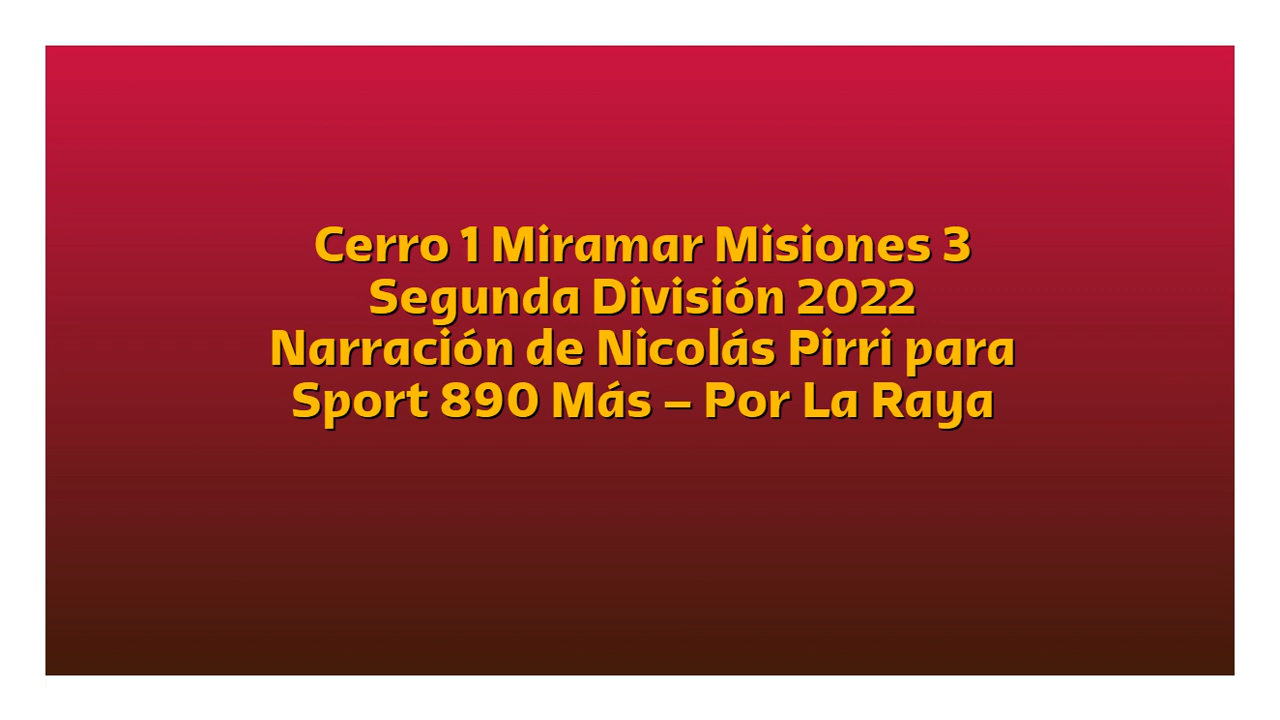 Cerro 1 Miramar Misiones 3
Segunda División 2022
Narración de Nicolás Pirri para
Sport 890 Más – Por La Raya